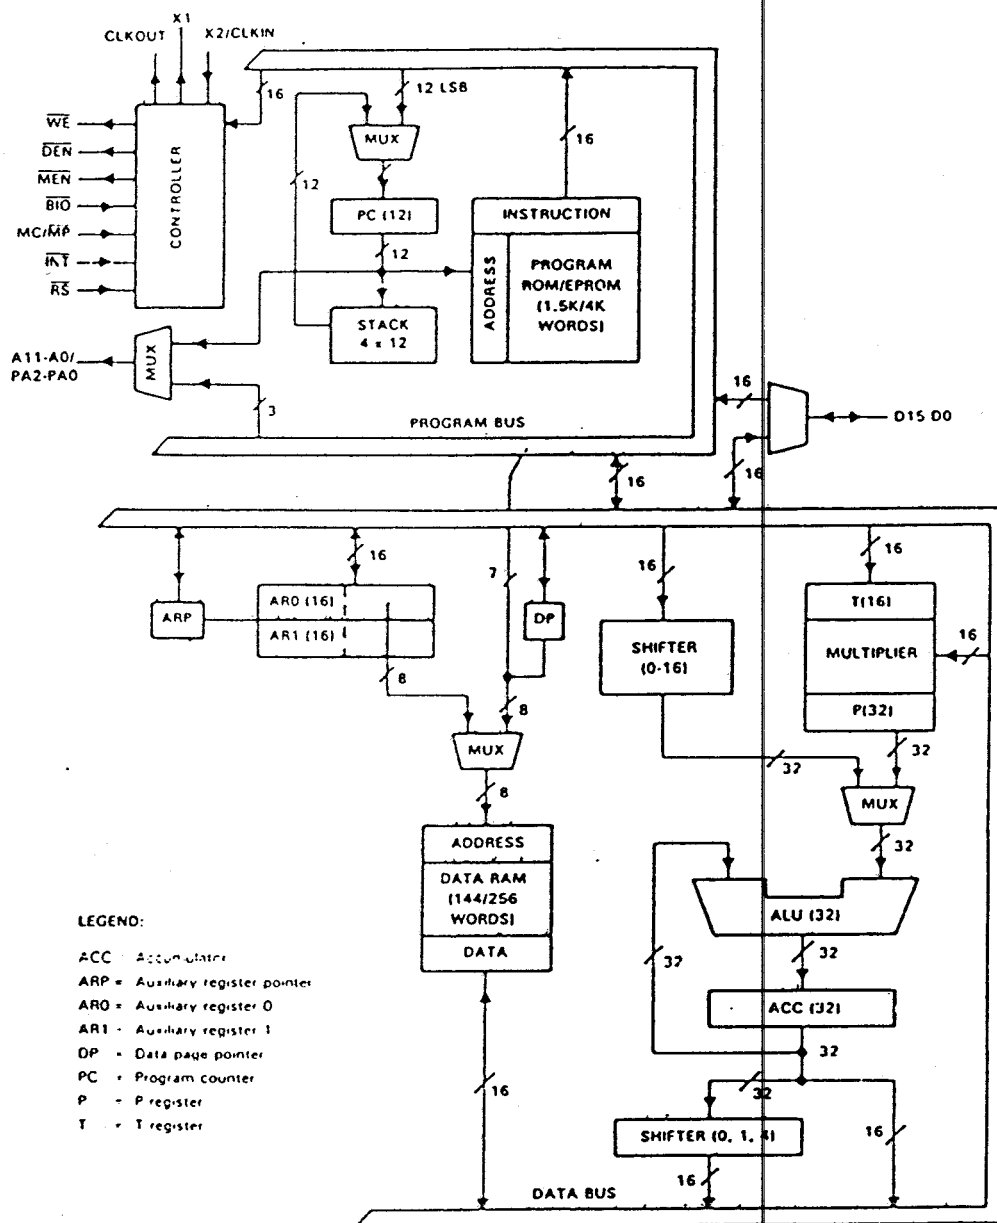 X1
CLKOUT
X2/CLKIN
16
12 LSB
WE
DEN
MEN
BIO
MC/MP
INT
RS
CONTROLLER
MUX
16
12
PC (12)
12
INSTRUCTION
ADDRESS
PROGRAM
ROM/EPROM
(1.5K/4K
WORDS)
STACK
4 x 12
A11-A0/
PA2-PA0
MUX
3
PROGRAM BUS
16
D15 D0
16
16
16
7
16
16
ARP
AR0 (16)
AR1 (16)
DP
8
8
SHIFTER
(0-16)
T(16)
MULTIPLIER
P(32)
16
MUX
32
32
8
MUX
32
ADDRESS
DATA RAM
(144/256
WORDS)
DATA
ALU (32)
32
32
ACC (32)
32
32
16
16
SHIFTER (0, 1, 4)
16
DATA BUS
LEGEND:
ACC = Accumulator
ARP = Auxiliary register pointer
AR0 = Auxiliary register 0
AR1 = Auxiliary register 1
DP = Data page pointer
PC = Program counter
P = P register
T = T register